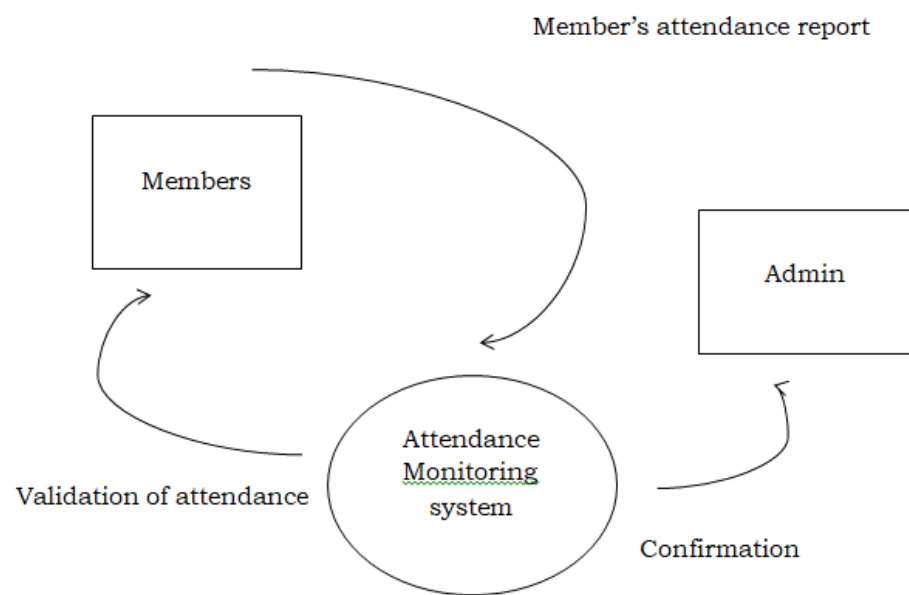 Member’s attendance report
Members
Admin
Attendance
Monitoring
system
Validation of attendance
Confirmation